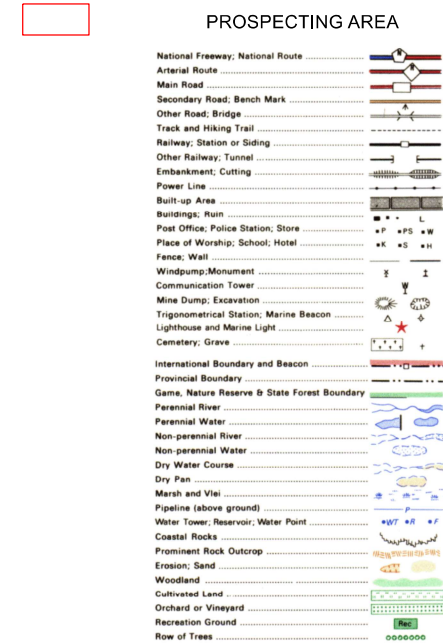 PROSPECTING AREA
National Freeway; National Route
N
Arterial Route
Main Road
Secondary Road; Bench Mark
Other Road; Bridge
Track and Hiking Trail
Railway; Station or Siding
Other Railway; Tunnel
Embankment; Cutting
Power Line
Built-up Area
Buildings; Ruin L
Post Office; Police Station; Store P PS W
Place of Worship; School; Hotel K S H
Fence; Wall
Windpump;Monument
Communication Tower
Mine Dump; Excavation
Trigonometrical Station; Marine Beacon
Lighthouse and Marine Light
Cemetery; Grave
International Boundary and Beacon
Provincial Boundary
Game, Nature Reserve & State Forest Boundary
Perennial River
Perennial Water
Non-perennial River
Non-perennial Water
Dry Water Course
Dry Pan
Marsh and Vlei
Pipeline (above ground) P
Water Tower; Reservoir; Water Point WT R F
Coastal Rocks
Prominent Rock Outcrop
Erosion; Sand
Woodland
Cultivated Land
Orchard or Vineyard
Recreation Ground Rec
Row of Trees